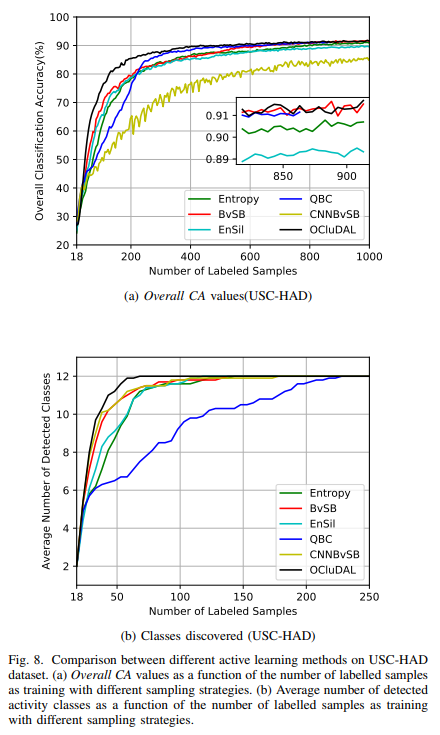 100
90
80
70
60
50
40
30
20
Overall Classification Accuracy(%)
0.91
0.90
0.89
850
900
Entropy
BvSB
EnSil
QBC
CNNBvSB
OCluDAL
18
200
400
600
800
1000
Number of Labeled Samples
(a) Overall CA values(USC-HAD)
12
10
8
6
4
2
Average Number of Detected Classes
Entropy
BvSB
EnSil
QBC
CNNBvSB
OCluDAL
18
50
100
150
200
250
Number of Labeled Samples
(b) Classes discovered (USC-HAD)
Fig. 8. Comparison between different active learning methods on USC-HAD
dataset. (a) Overall CA values as a function of the number of labelled samples
as training with different sampling strategies. (b) Average number of detected
activity classes as a function of the number of labelled samples as training
with different sampling strategies.